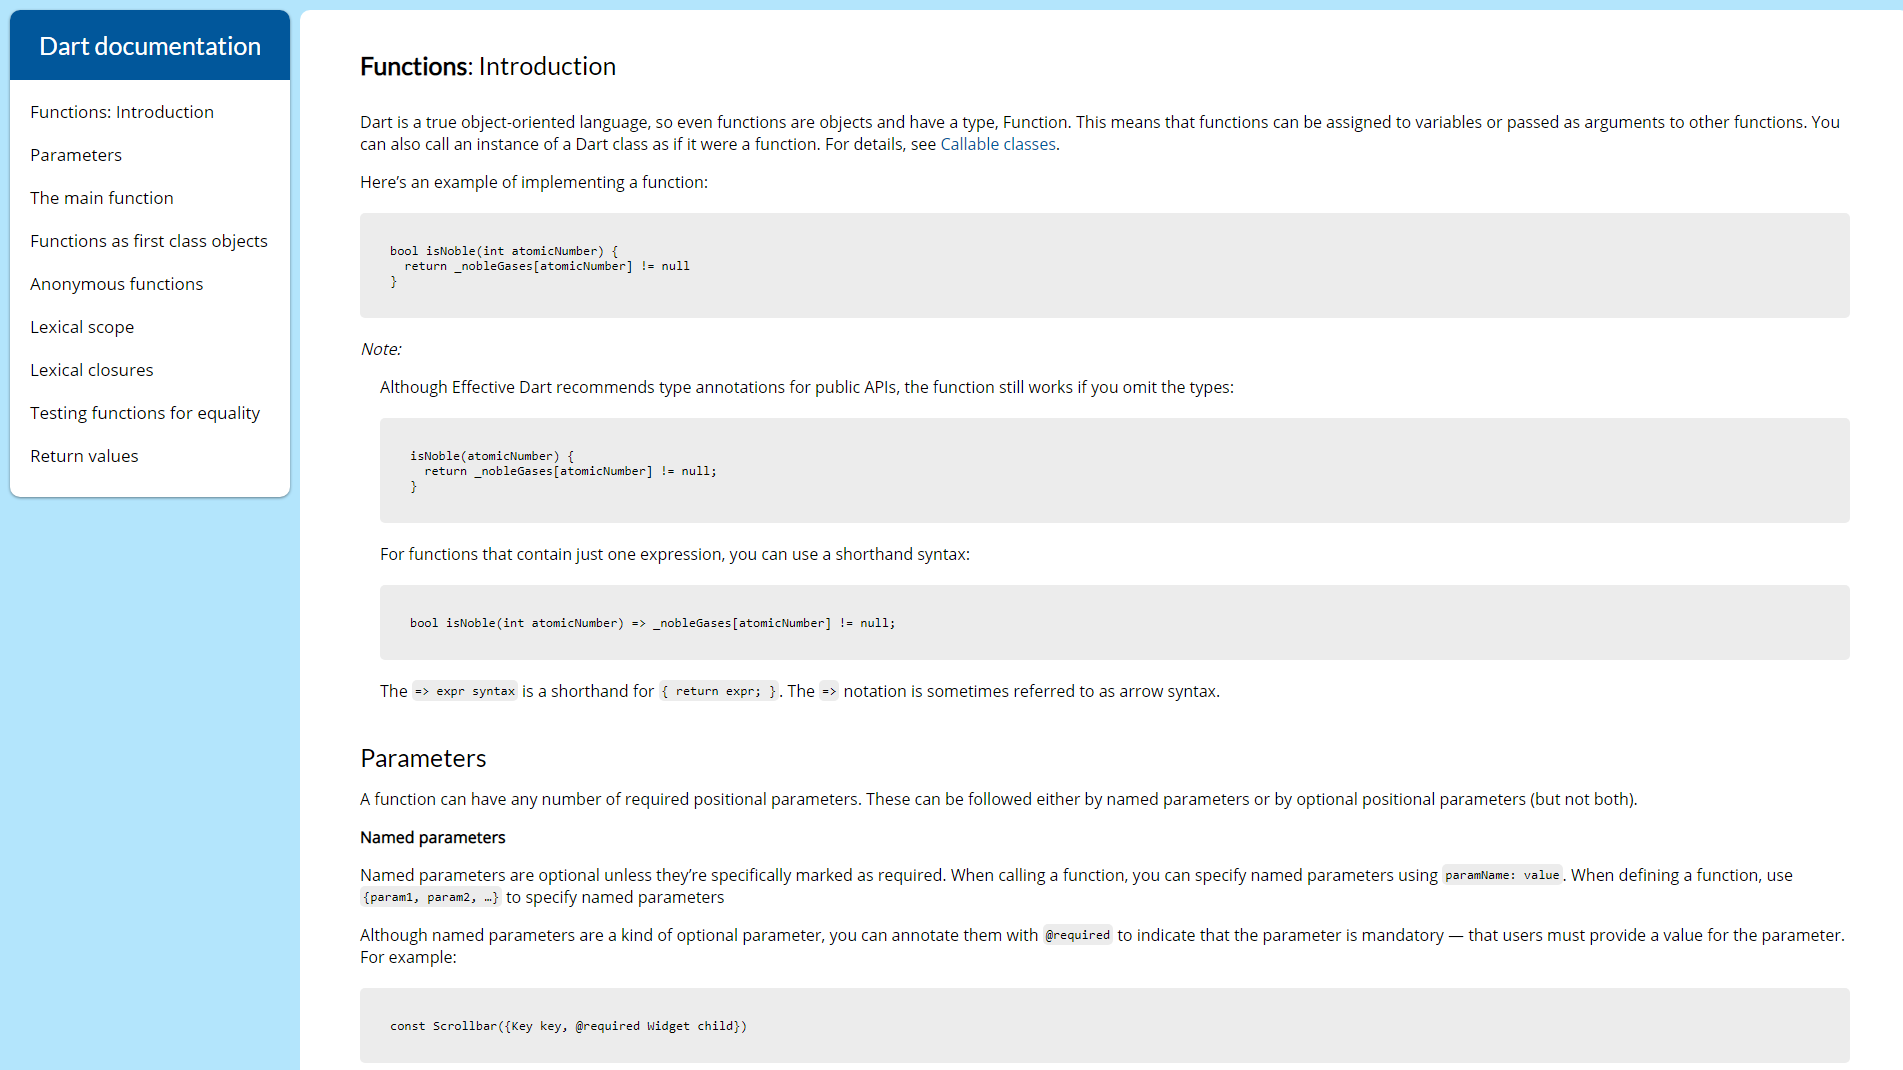 Dart documentation
Functions: Introduction
Parameters
The main function
Functions as first class objects
Anonymous functions
Lexical scope
Lexical closures
Testing functions for equality
Return values
Functions: Introduction
Dart is a true object-oriented language, so even functions are objects and have a type, Function. This means that functions can be assigned to variables or passed as arguments to other functions. You
can also call an instance of a Dart class as if it were a function. For details, see Callable classes.
Here’s an example of implementing a function:
bool isNoble(int atomicNumber) {
  return _nobleGases[atomicNumber] != null
}
Note:
Although Effective Dart recommends type annotations for public APIs, the function still works if you omit the types:
isNoble(atomicNumber) {
  return _nobleGases[atomicNumber] != null;
}
For functions that contain just one expression, you can use a shorthand syntax:
bool isNoble(int atomicNumber) => _nobleGases[atomicNumber] != null;
The => expr syntax is a shorthand for { return expr; }. The => notation is sometimes referred to as arrow syntax.
Parameters
A function can have any number of required positional parameters. These can be followed either by named parameters or by optional positional parameters (but not both).
Named parameters
Named parameters are optional unless they’re specifically marked as required. When calling a function, you can specify named parameters using paramName: value. When defining a function, use
{param1, param2, …} to specify named parameters
Although named parameters are a kind of optional parameter, you can annotate them with @required to indicate that the parameter is mandatory — that users must provide a value for the parameter.
For example:
const Scrollbar({Key key, @required Widget child})